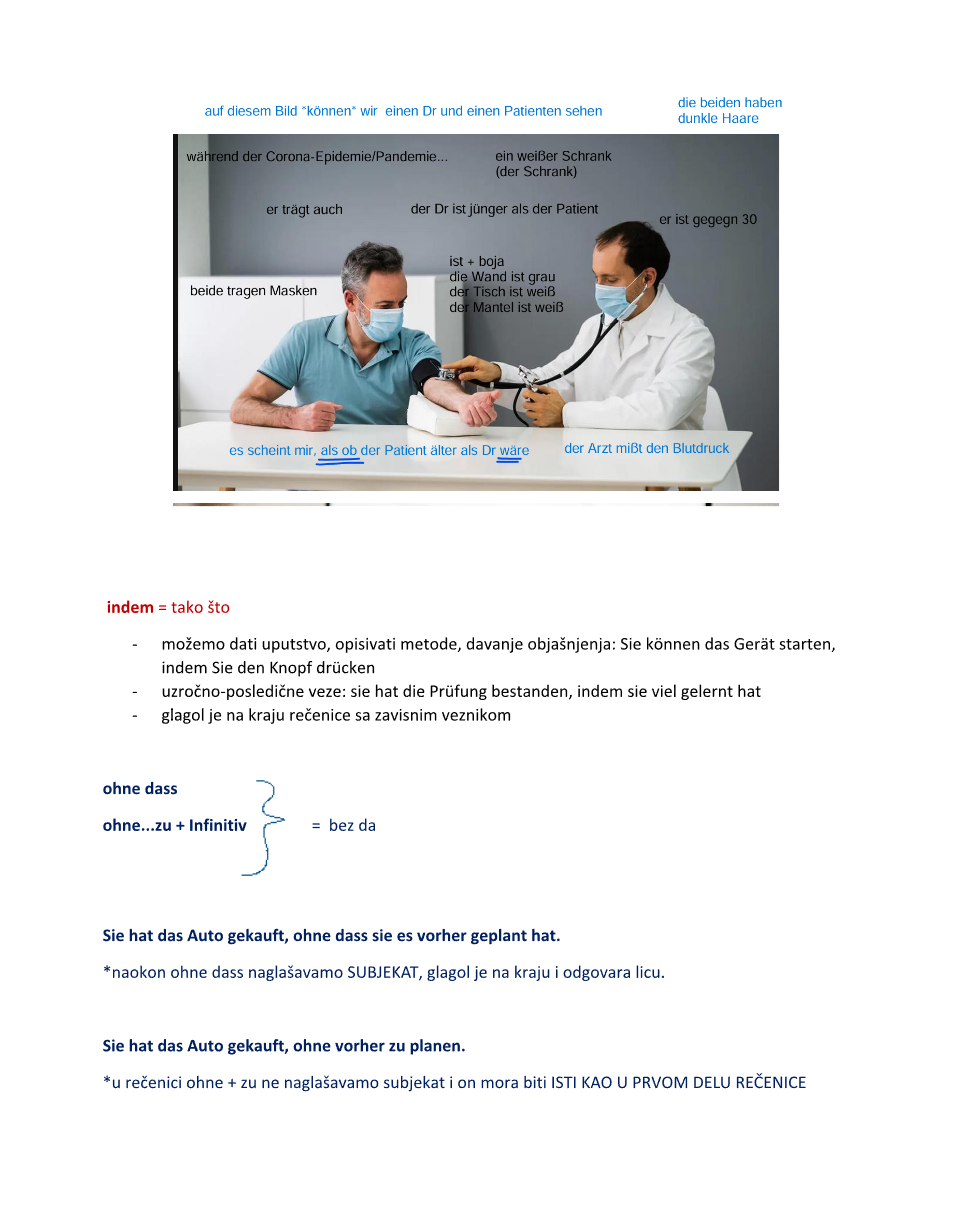 auf diesem Bild *können* wir  einen Dr und einen Patienten sehen
die beiden haben
dunkle Haare
während der Corona-Epidemie/Pandemie...
ein weißer Schrank
(der Schrank)
er trägt auch
der Dr ist jünger als der Patient
er ist gegegn 30
ist + boja
die Wand ist grau
der Tisch ist weiß
der Mantel ist weiß
beide tragen Masken
es scheint mir, als ob der Patient älter als Dr wäre
der Arzt mißt den Blutdruck
indem = tako što
- možemo dati uputstvo, opisivati metode, davanje objašnjenja: Sie können das Gerät starten,
indem Sie den Knopf drücken
- uzročno-posledične veze: sie hat die Prüfung bestanden, indem sie viel gelernt hat
- glagol je na kraju rečenice sa zavisnim veznikom
ohne dass
ohne...zu + Infinitiv = bez da
Sie hat das Auto gekauft, ohne dass sie es vorher geplant hat.
*naokon ohne dass naglašavamo SUBJEKAT, glagol je na kraju i odgovara licu.
Sie hat das Auto gekauft, ohne vorher zu planen.
*u rečenici ohne + zu ne naglašavamo subjekat i on mora biti ISTI KAO U PRVOM DELU REČENICE